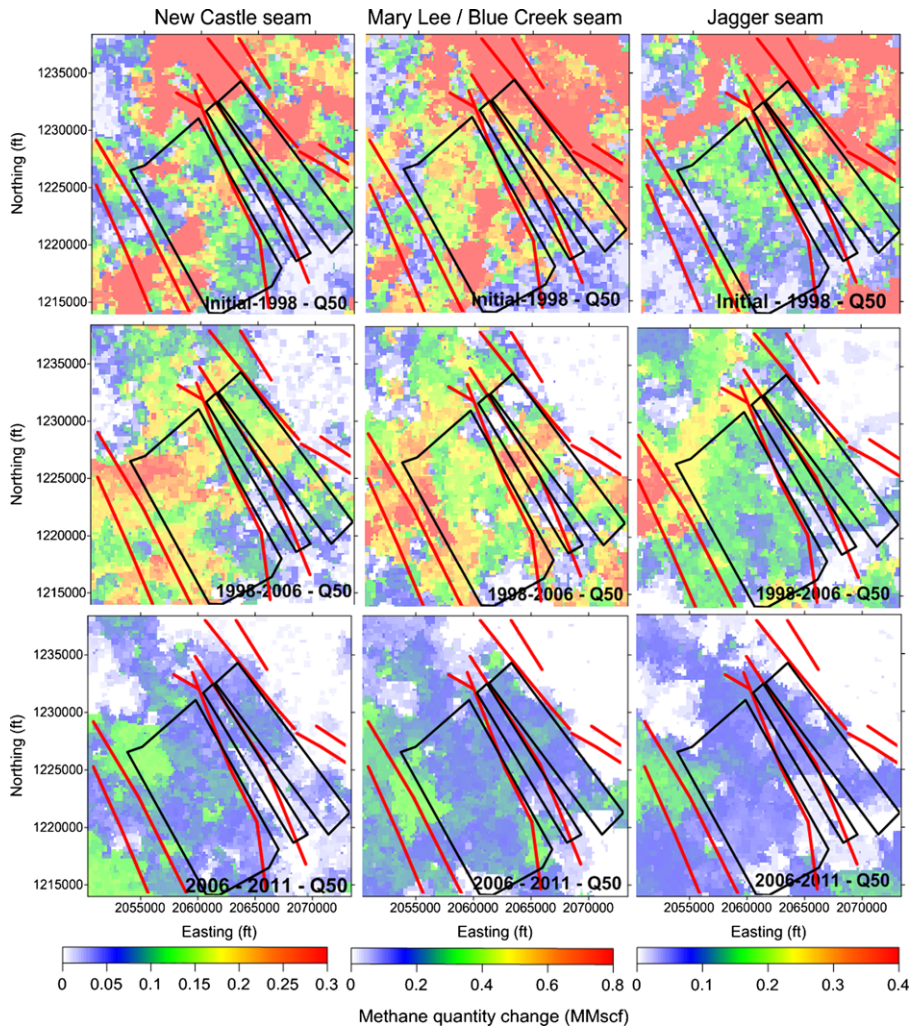 New Castle seam Mary Lee / Blue Creek seam Jagger seam
1235000
1230000
1225000
1220000
1215000
Northing (ft)
Initial-1998 - Q50 Initial-1998 - Q50 Initial - 1998 - Q50
1235000
1230000
1225000
1220000
1215000
Northing (ft)
1998-2006 - Q50 1998-2006 - Q50 1998-2006 - Q50
1235000
1230000
1225000
1220000
1215000
Northing (ft)
2006 - 2011 - Q50 2006 - 2011 - Q50 2006-2011 - Q50
2055000 2060000 2065000 2070000 2055000 2060000 2065000 2070000 2055000 2060000 2065000 2070000
Easting (ft) Easting (ft) Easting (ft)
0 0.05 0.1 0.15 0.2 0.25 0.3 0 0.2 0.4 0.6 0.8 0 0.1 0.2 0.3 0.4
Methane quantity change (MMscf)